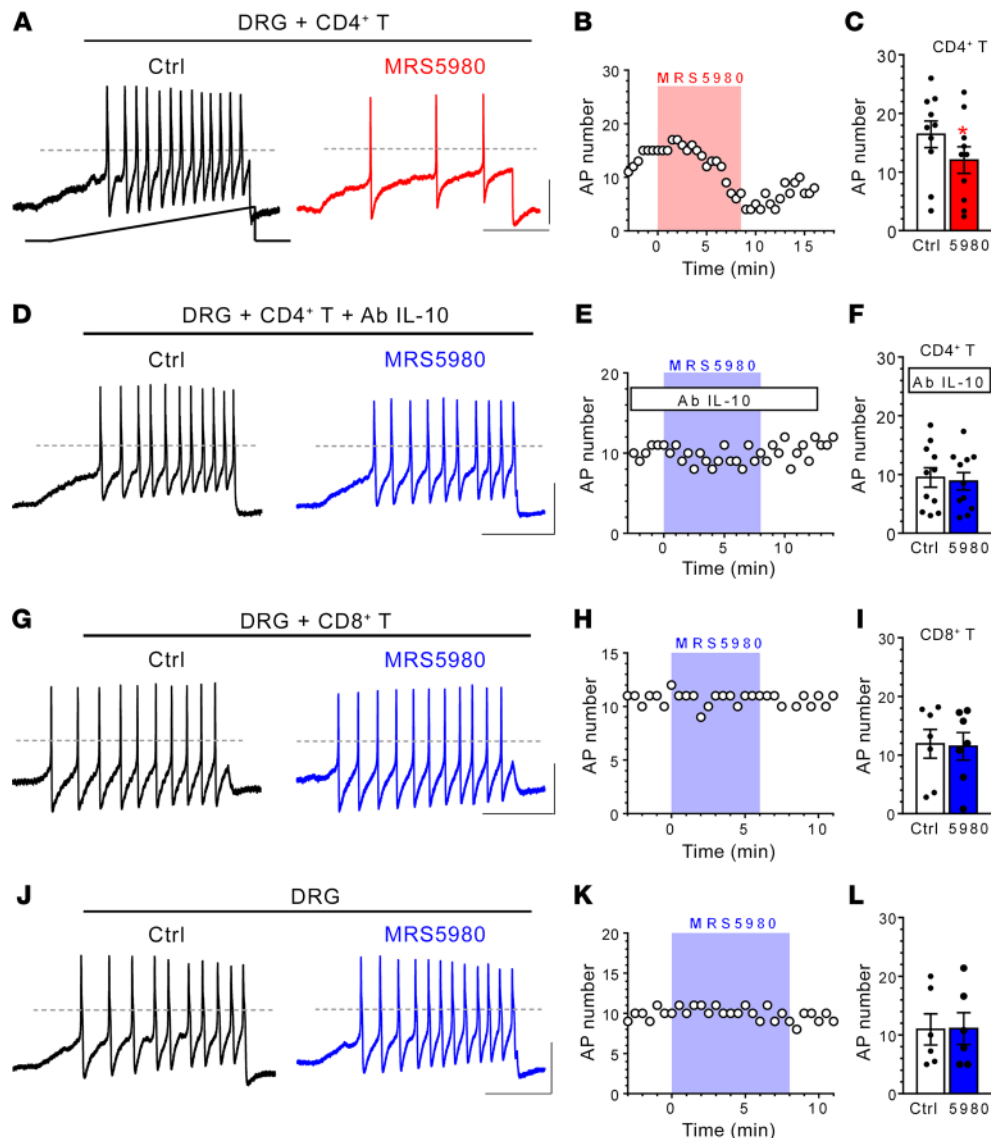 A
DRG + CD4⁺ T
Ctrl
MRS5980
B
MRS5980
AP number
30
20
10
0
0
5
10
15
Time (min)
C
CD4⁺ T
AP number
30
20
10
0
*
Ctrl
5980
D
DRG + CD4⁺ T + Ab IL-10
Ctrl
MRS5980
E
MRS5980
Ab IL-10
AP number
20
15
10
5
0
0
5
10
Time (min)
F
CD4⁺ T
Ab IL-10
AP number
30
20
10
0
Ctrl
5980
G
DRG + CD8⁺ T
Ctrl
MRS5980
H
MRS5980
AP number
15
10
5
0
0
5
10
Time (min)
I
CD8⁺ T
AP number
30
20
10
0
Ctrl
5980
J
DRG
Ctrl
MRS5980
K
MRS5980
AP number
20
15
10
5
0
0
5
10
Time (min)
L
AP number
30
20
10
0
Ctrl
5980